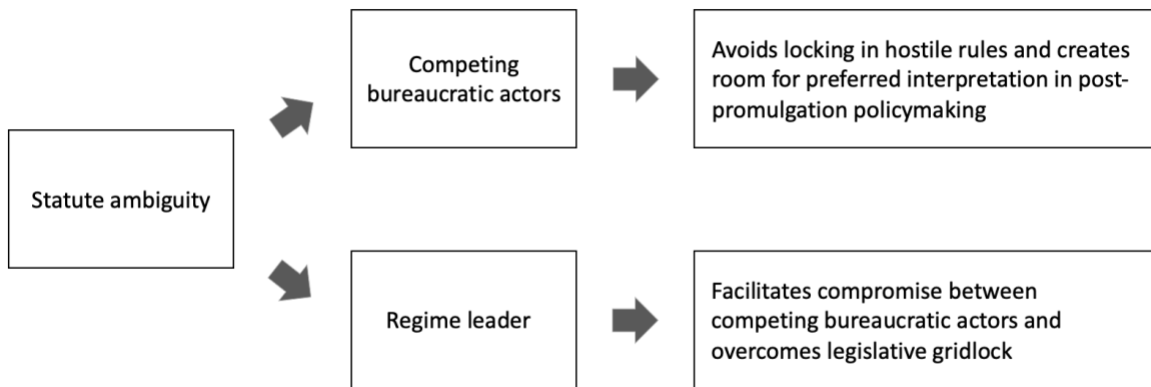 Statute ambiguity
Competing
bureaucratic actors
Avoids locking in hostile rules and creates
room for preferred interpretation in post-
promulgation policymaking
Regime leader
Facilitates compromise between
competing bureaucratic actors and
overcomes legislative gridlock